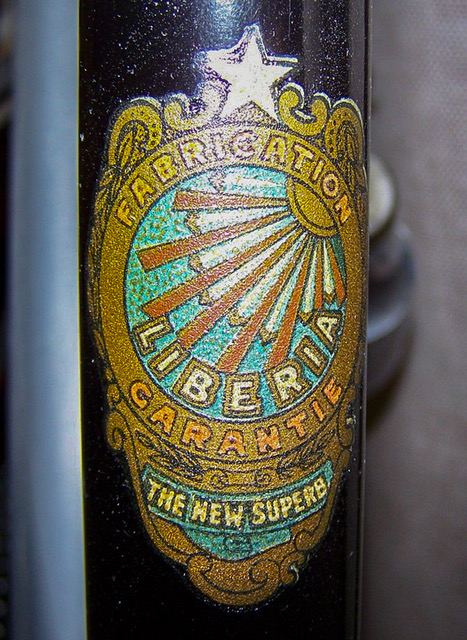 FABRICATION
LIBERIA
GARANTIE
THE NEW SUPERB